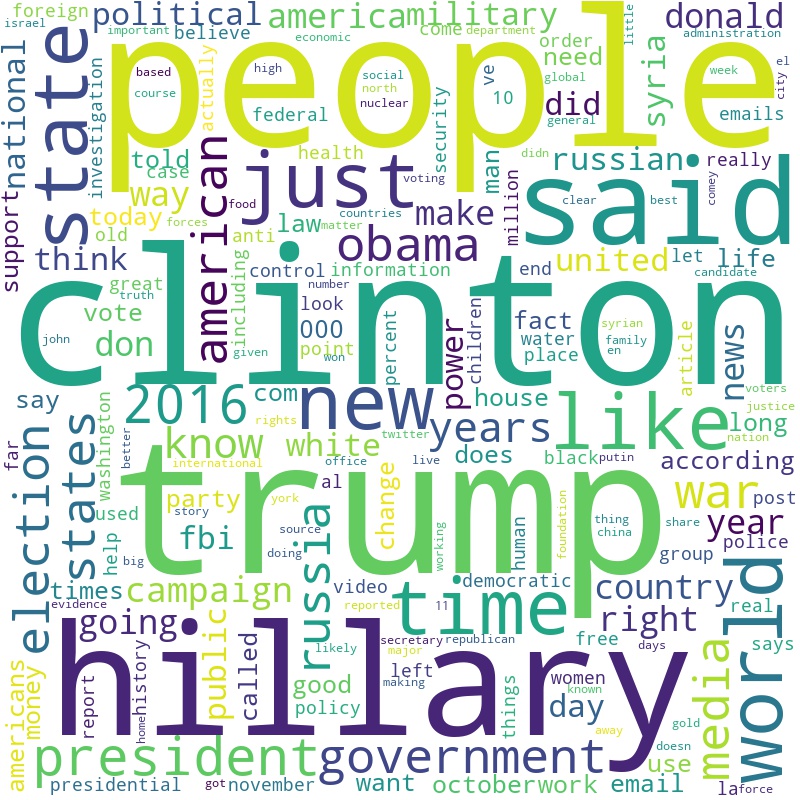 foreign
political
america
military
donald
israel
important
believe
come
department
little
administration
people
state
national
investigation
based
high
actually
economic
social
north
course
nuclear
federal
security
ve
10
global
order
need
did
general
syria
week
el
city
emails
told
case
health
didn
man
russian
really
voting
way
food
just
countries
make
million
said
comey
clear
best
support
today
forces
old
american
anti
law
matter
obama
think
control
information
end
united
let
life
candidate
great
truth
including
look
number
clinton
vote
000
fact
syrian
water
family
en
place
john
don
given
point
won
percent
power
children
article
news
say
2016
com
new
house
like
voters
justice
long
nation
years
rights
twitter
far
election
states
washington
better
know
white
does
black
putin
according
international
office
live
trump
party
al
change
war
post
used
york
story
source
foundation
thing
china
share
year
fbi
doing
working
human
group
police
help
big
russia
times
campaign
video
democratic
country
real
evidence
reported
11
time
world
going
public
secretary
republican
right
free
days
says
hillary
likely
major
left
americans
money
report
home
history
called
good
making
women
media
policy
things
known
day
away
gold
president
government
doesn
use
presidential
got
november
want
october
work
email
la
force